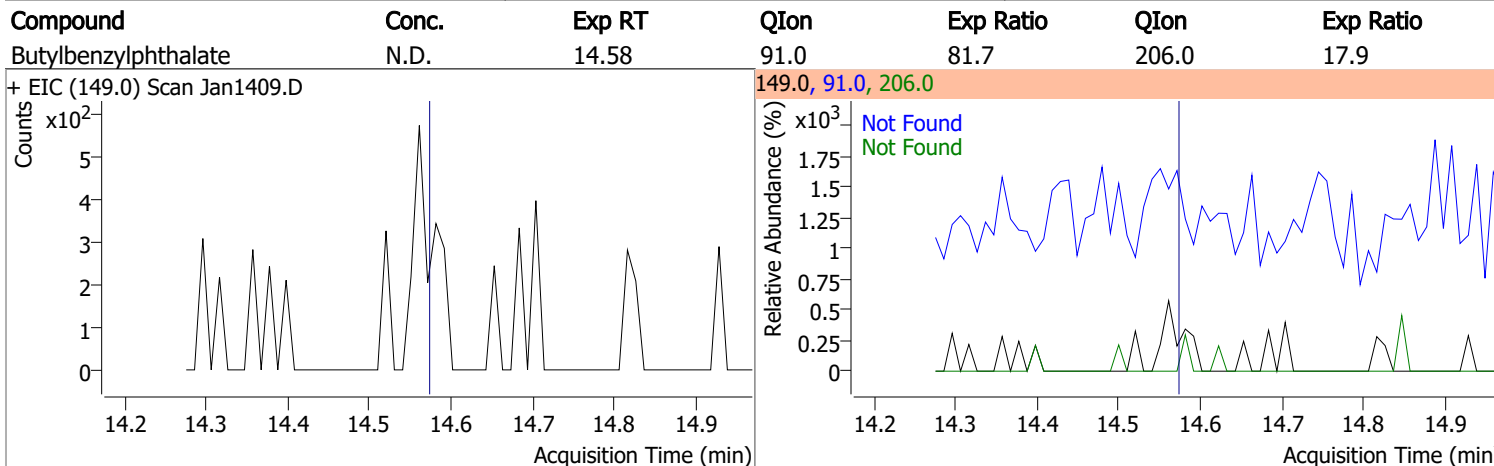 Compound Conc. Exp RT QIon Exp Ratio QIon Exp Ratio
Butylbenzylphthalate N.D. 14.58 91.0 81.7 206.0 17.9
+ EIC (149.0) Scan Jan1409.D
Counts
x10²
5
4
3
2
1
0
14.2 14.3 14.4 14.5 14.6 14.7 14.8 14.9
Acquisition Time (min)
149.0, 91.0, 206.0
Relative Abundance (%)
x10³
Not Found
Not Found
1.75
1.5
1.25
1
0.75
0.5
0.25
0
14.2 14.3 14.4 14.5 14.6 14.7 14.8 14.9
Acquisition Time (min